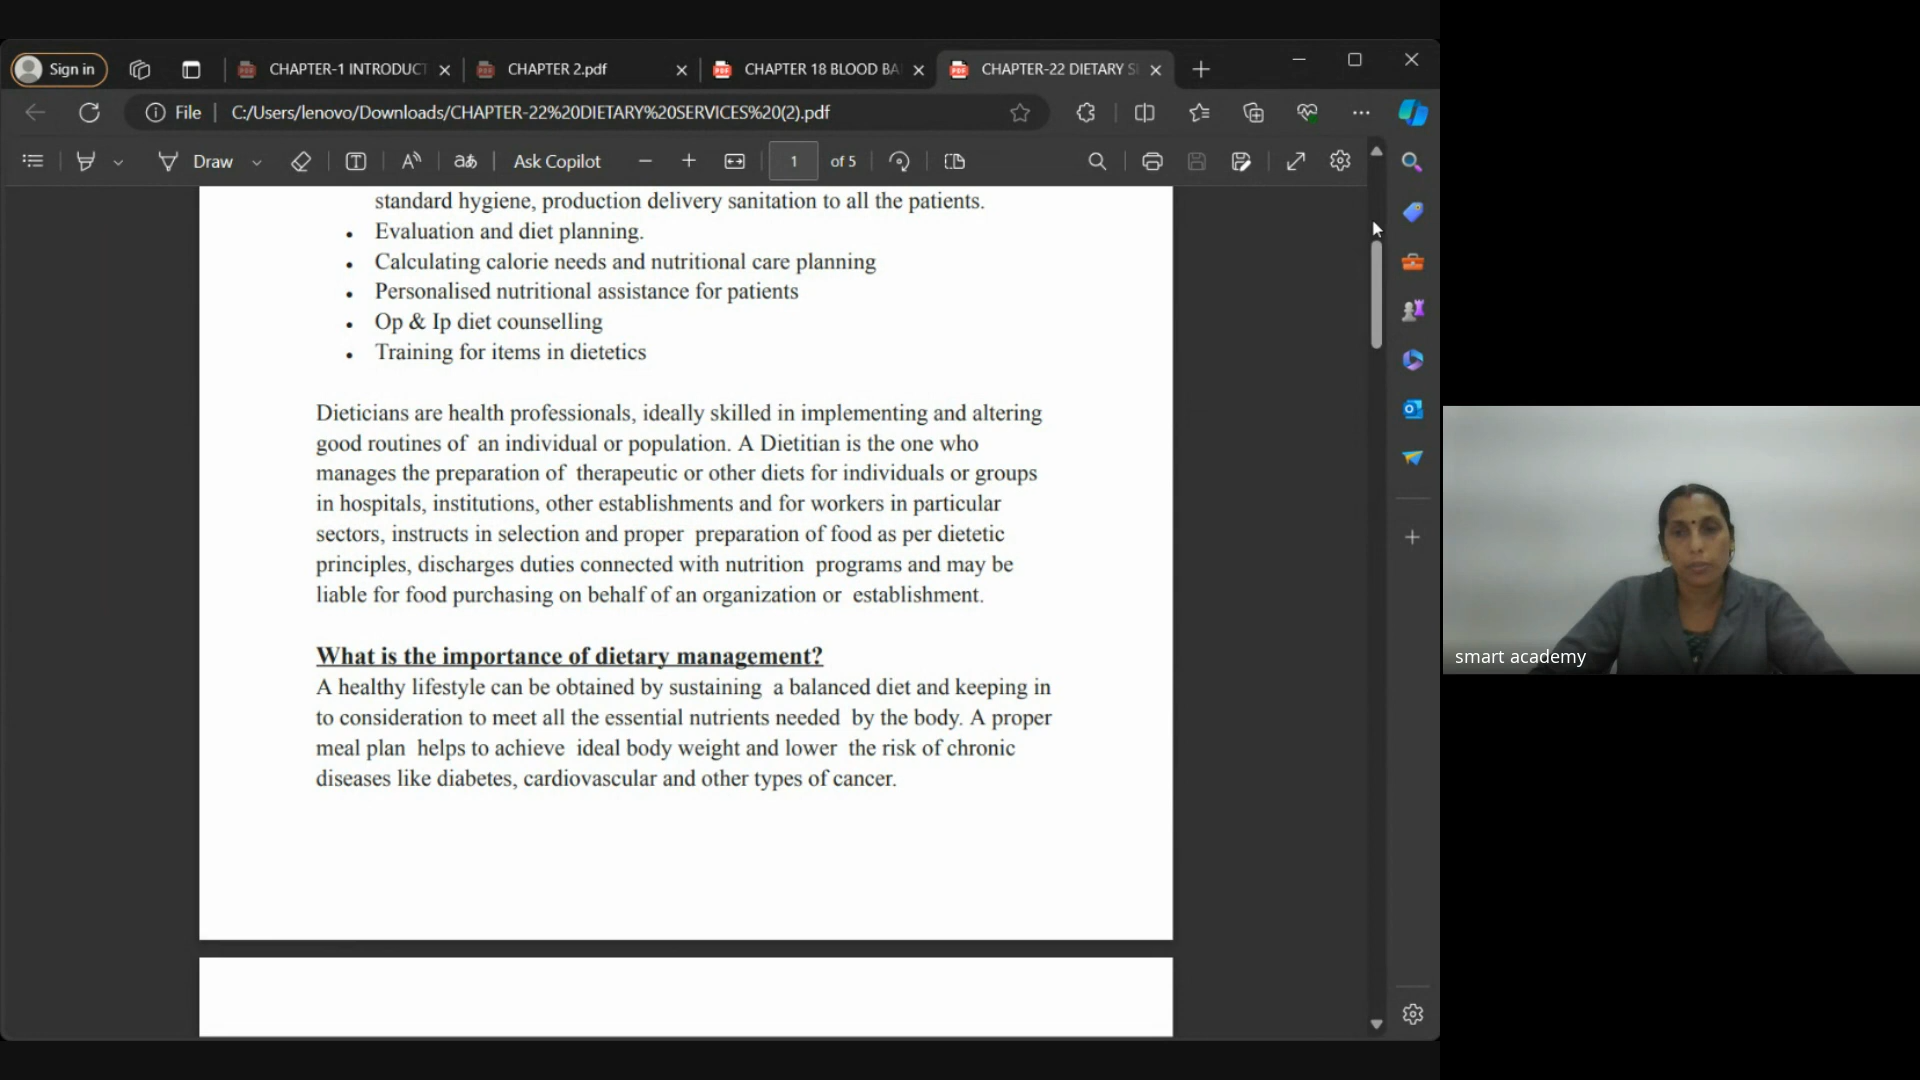 Sign in
CHAPTER-1 INTRODUCT
CHAPTER 2.pdf
CHAPTER 18 BLOOD BA
CHAPTER-22 DIETARY S
File
C:/Users/lenovo/Downloads/CHAPTER-22%20DIETARY%20SERVICES%20(2).pdf
Draw
Ask Copilot
1 of 5
standard hygiene, production delivery sanitation to all the patients.
• Evaluation and diet planning.
• Calculating calorie needs and nutritional care planning
• Personalised nutritional assistance for patients
• Op & Ip diet counselling
• Training for items in dietetics
Dieticians are health professionals, ideally skilled in implementing and altering
good routines of an individual or population. A Dietitian is the one who
manages the preparation of therapeutic or other diets for individuals or groups
in hospitals, institutions, other establishments and for workers in particular
sectors, instructs in selection and proper preparation of food as per dietetic
principles, discharges duties connected with nutrition programs and may be
liable for food purchasing on behalf of an organization or establishment.
What is the importance of dietary management?
A healthy lifestyle can be obtained by sustaining a balanced diet and keeping in
to consideration to meet all the essential nutrients needed by the body. A proper
meal plan helps to achieve ideal body weight and lower the risk of chronic
diseases like diabetes, cardiovascular and other types of cancer.
smart academy